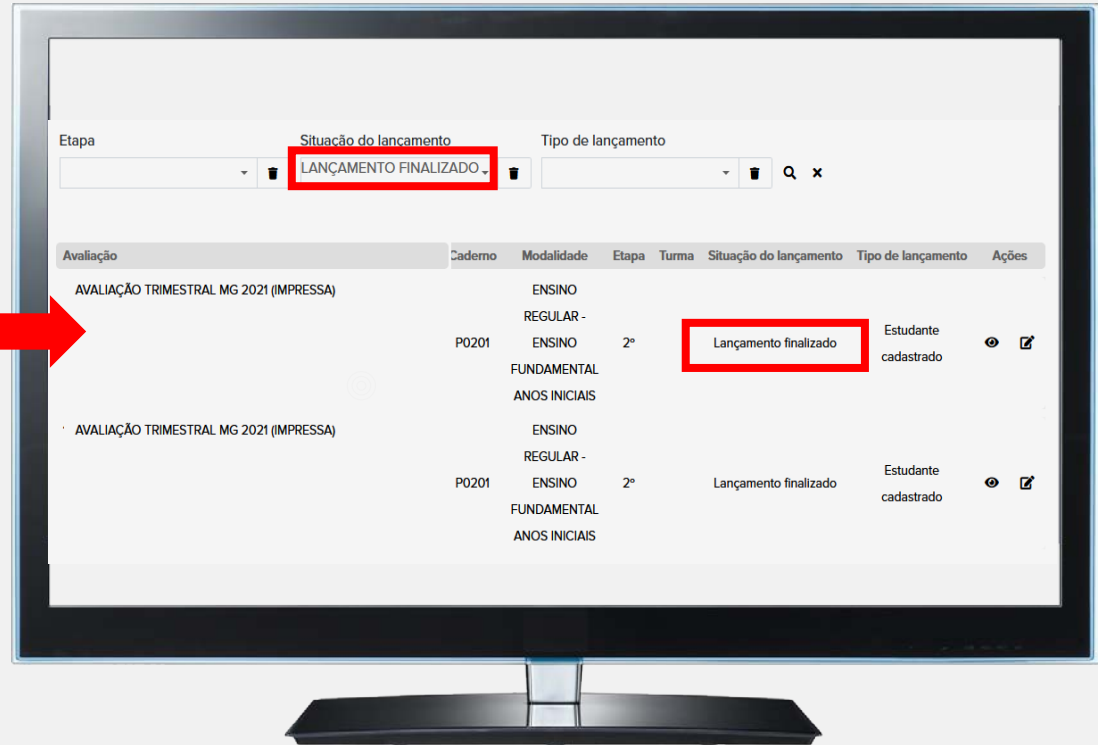 Etapa Situação do lançamento Tipo de lançamento
LANÇAMENTO FINALIZADO
Avaliação Caderno Modalidade Etapa Turma Situação do lançamento Tipo de lançamento Ações
AVALIAÇÃO TRIMESTRAL MG 2021 (IMPRESSA)
P0201
ENSINO
REGULAR -
ENSINO
FUNDAMENTAL
ANOS INICIAIS
2º
Lançamento finalizado
Estudante
cadastrado
AVALIAÇÃO TRIMESTRAL MG 2021 (IMPRESSA)
P0201
ENSINO
REGULAR -
ENSINO
FUNDAMENTAL
ANOS INICIAIS
2º
Lançamento finalizado
Estudante
cadastrado